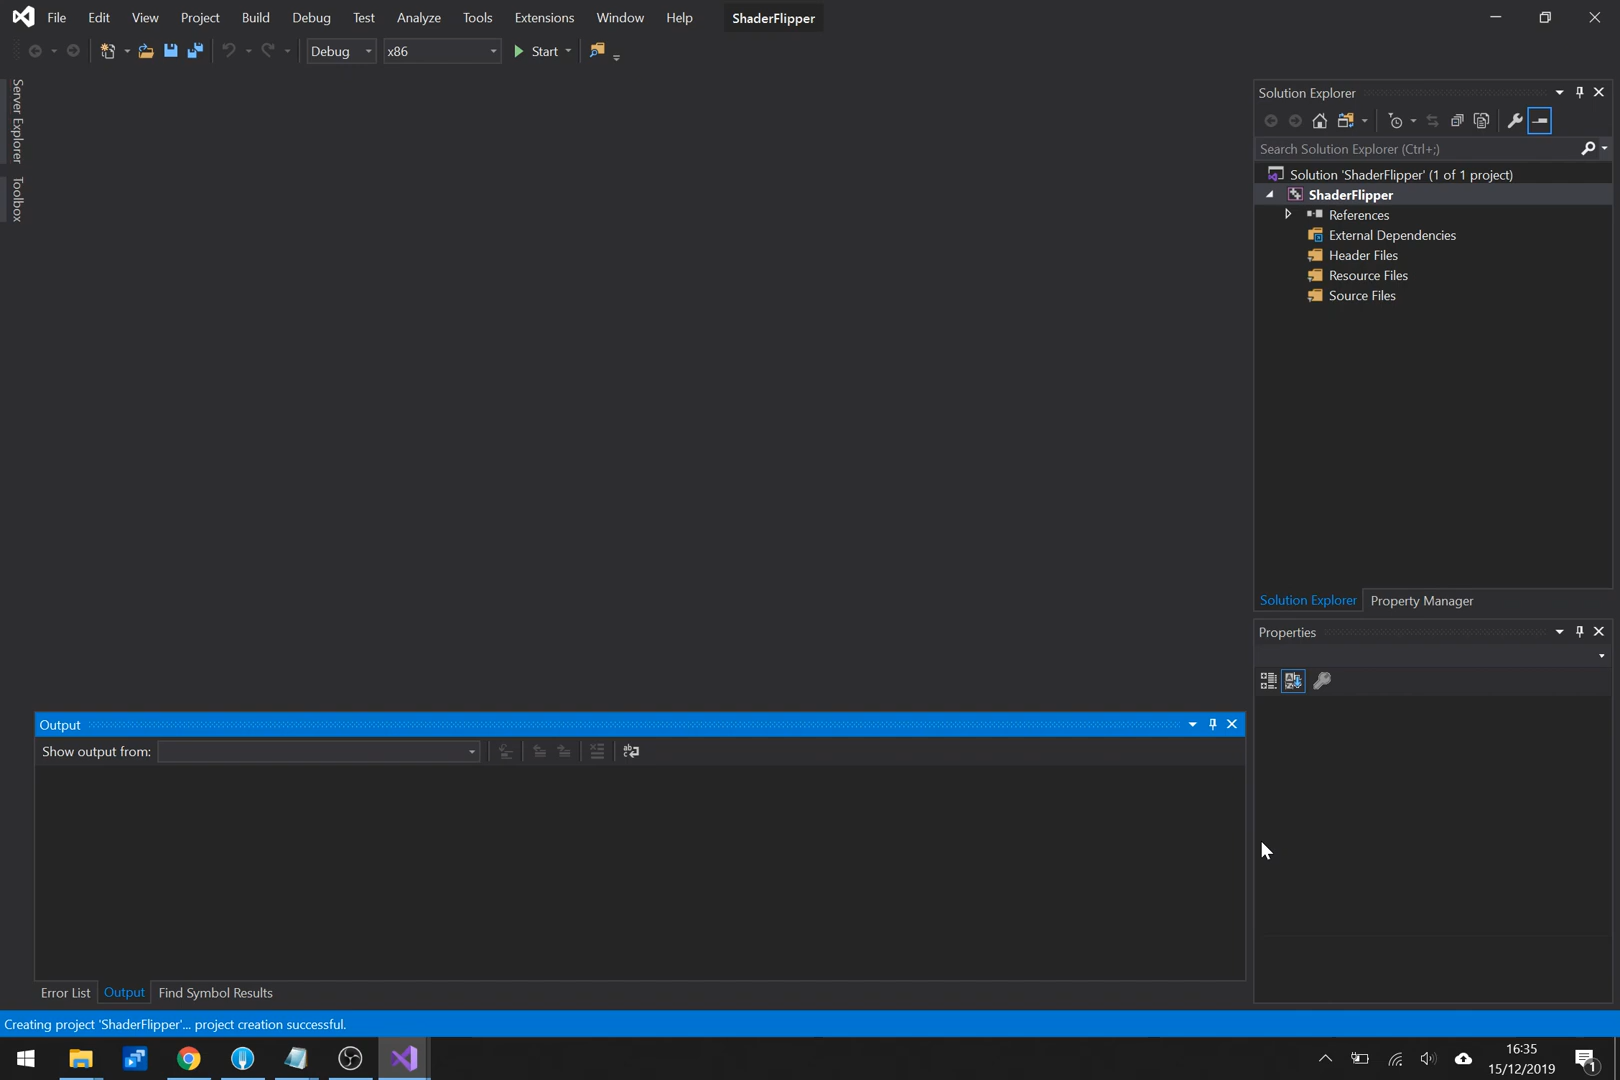 File Edit View Project Build Debug Test Analyze Tools Extensions Window Help ShaderFlipper
Debug x86 Start
Server Explorer
Toolbox
Solution Explorer
Search Solution Explorer (Ctrl+;)
Solution 'ShaderFlipper' (1 of 1 project)
ShaderFlipper
References
External Dependencies
Header Files
Resource Files
Source Files
Solution Explorer Property Manager
Properties
Output
Show output from:
Error List Output Find Symbol Results
Creating project 'ShaderFlipper'... project creation successful.
16:35
15/12/2019
1